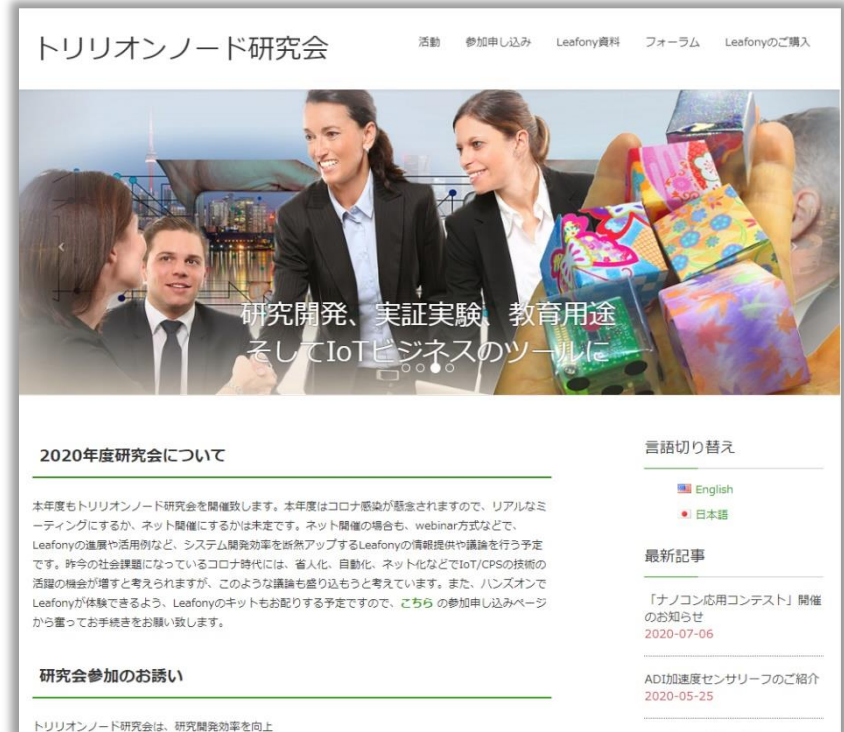 トリリオンノード研究会
活動 参加申し込み Leafony資料 フォーラム Leafonyのご購入
研究開発、実証実験、教育用途
そしてIoTビジネスのツールに
2020年度研究会について
本年度もトリリオンノード研究会を開催致します。本年度はコロナ感染が懸念されますので、リアルなミ
ーティングにするか、ネット開催にするかは未定です。ネット開催の場合も、webinar方式などで、
Leafonyの進展や活用例など、システム開発効率を断然アップするLeafonyの情報提供や議論を行う予定
です。昨今の社会課題になっているコロナ時代には、省人化、自動化、ネット化などでIoT/CPSの技術の
活躍の機会が増すと考えられますが、このような議論も盛り込もうと考えています。また、ハンズオンで
Leafonyが体験できるよう、Leafonyのキットもお配りする予定ですので、こちら の参加申し込みページ
から奮ってお手続きをお願い致します。
研究会参加のお誘い
トリリオンノード研究会は、研究開発効率を向上
言語切り替え
English
日本語
最新記事
「ナノコン応用コンテスト」開催
のお知らせ
2020-07-06
ADI加速度センサリーフのご紹介
2020-05-25